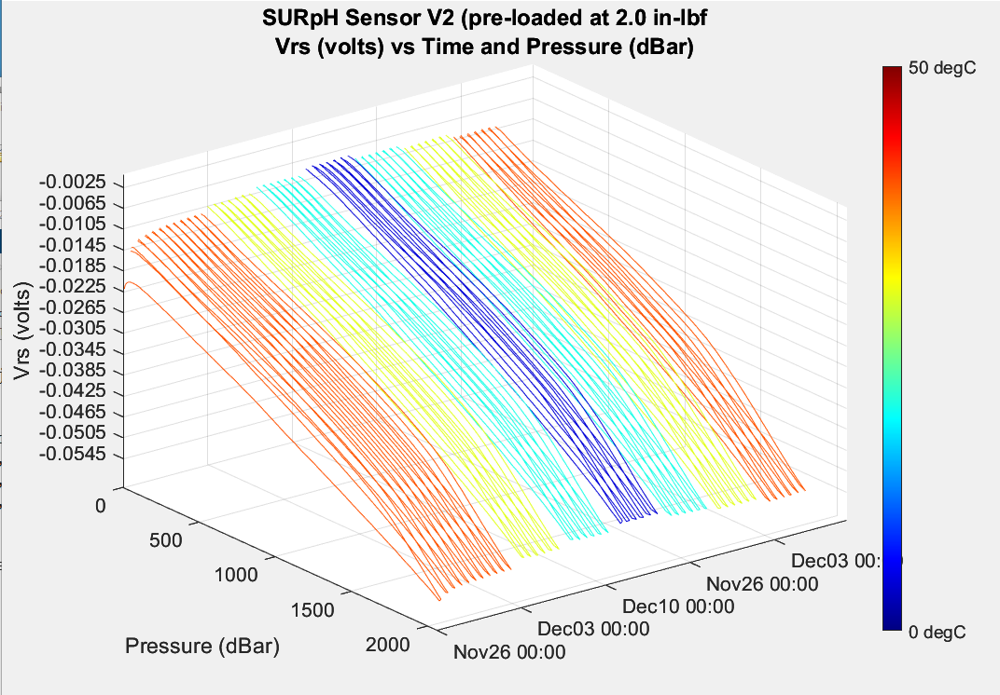 SURpH Sensor V2 (pre-loaded at 2.0 in-lbf
Vrs (volts) vs Time and Pressure (dBar)
50 degC
-0.0025
-0.0065
-0.0105
-0.0145
-0.0185
-0.0225
-0.0265
-0.0305
-0.0345
-0.0385
-0.0425
-0.0465
-0.0505
-0.0545
Vrs (volts)
0
500
1000
1500
2000
Pressure (dBar)
Nov26 00:00
Dec03 00:00
Dec10 00:00
Nov26 00:00
Dec03 00:
0 degC